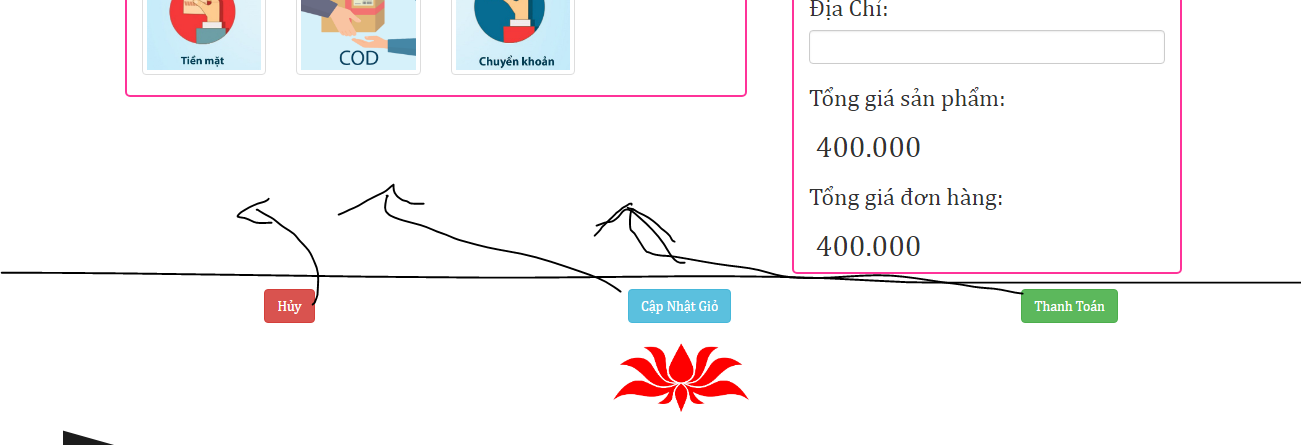 Tiền mặt
COD
Chuyển khoản
Địa Chỉ:
Tổng giá sản phẩm:
400.000
Tổng giá đơn hàng:
400.000
Hủy
Cập Nhật Giỏ
Thanh Toán